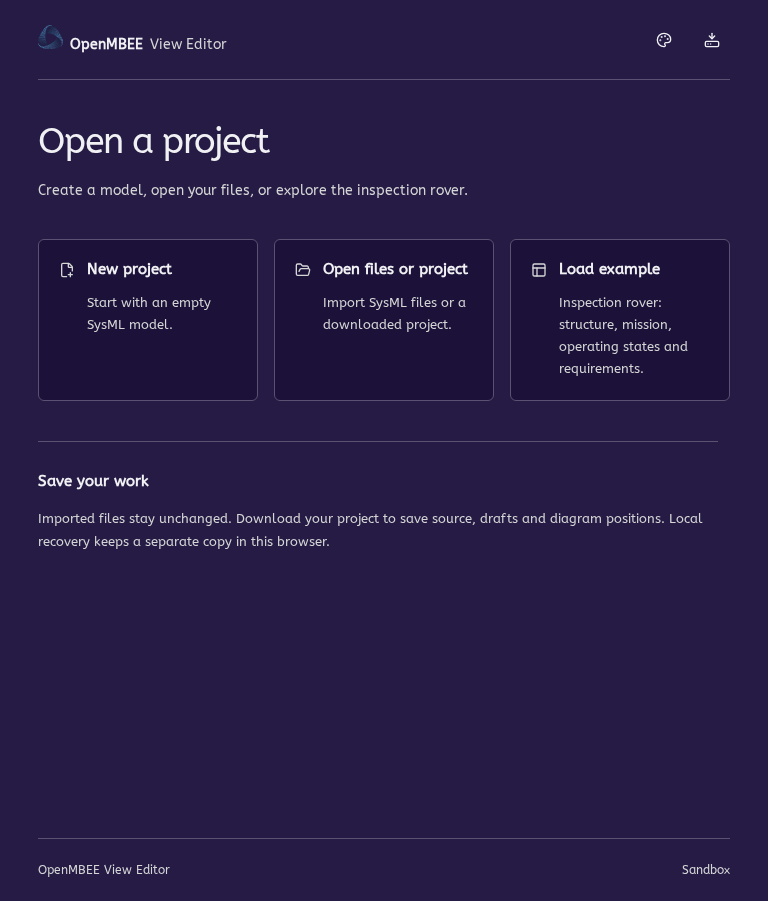 OpenMBEE View Editor
Open a project
Create a model, open your files, or explore the inspection rover.
New project
Start with an empty
SysML model.
Open files or project
Import SysML files or a
downloaded project.
Load example
Inspection rover:
structure, mission,
operating states and
requirements.
Save your work
Imported files stay unchanged. Download your project to save source, drafts and diagram positions. Local
recovery keeps a separate copy in this browser.
OpenMBEE View Editor
Sandbox